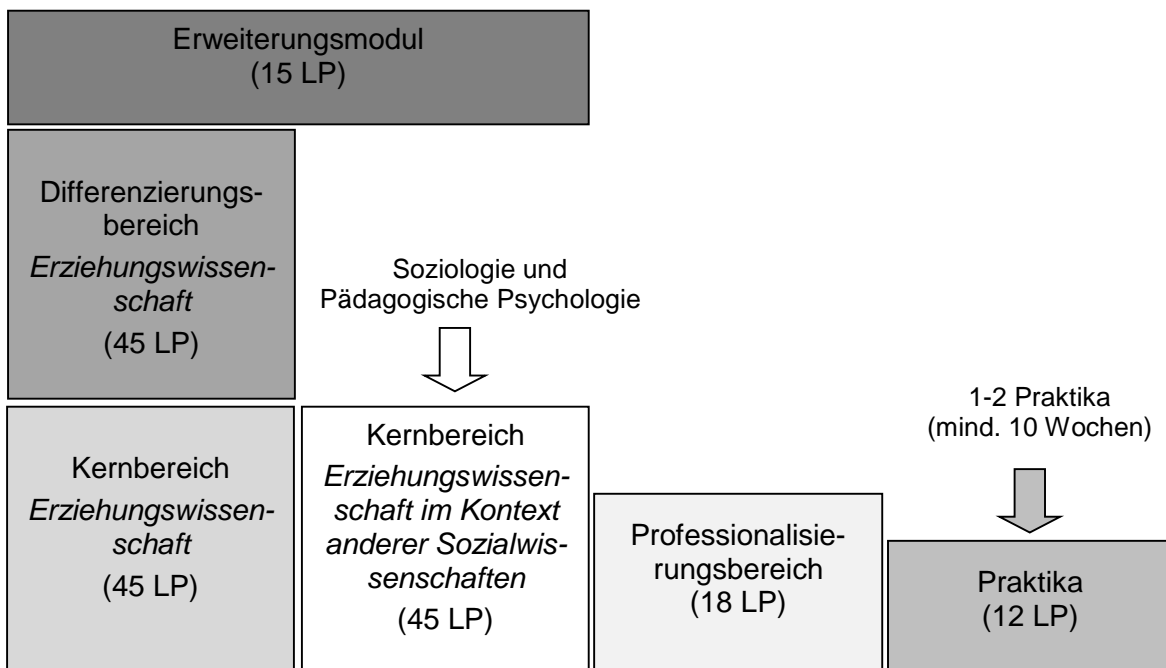 Erweiterungsmodul
(15 LP)
Differenzierungs-
bereich
Erziehungswissen-
schaft
(45 LP)
Soziologie und
Pädagogische Psychologie
Kernbereich
Erziehungswissen-
schaft
(45 LP)
Kernbereich
Erziehungswissen-
schaft im Kontext
anderer Sozialwis-
senschaften
(45 LP)
Professionalisie-
rungsbereich
(18 LP)
1-2 Praktika
(mind. 10 Wochen)
Praktika
(12 LP)